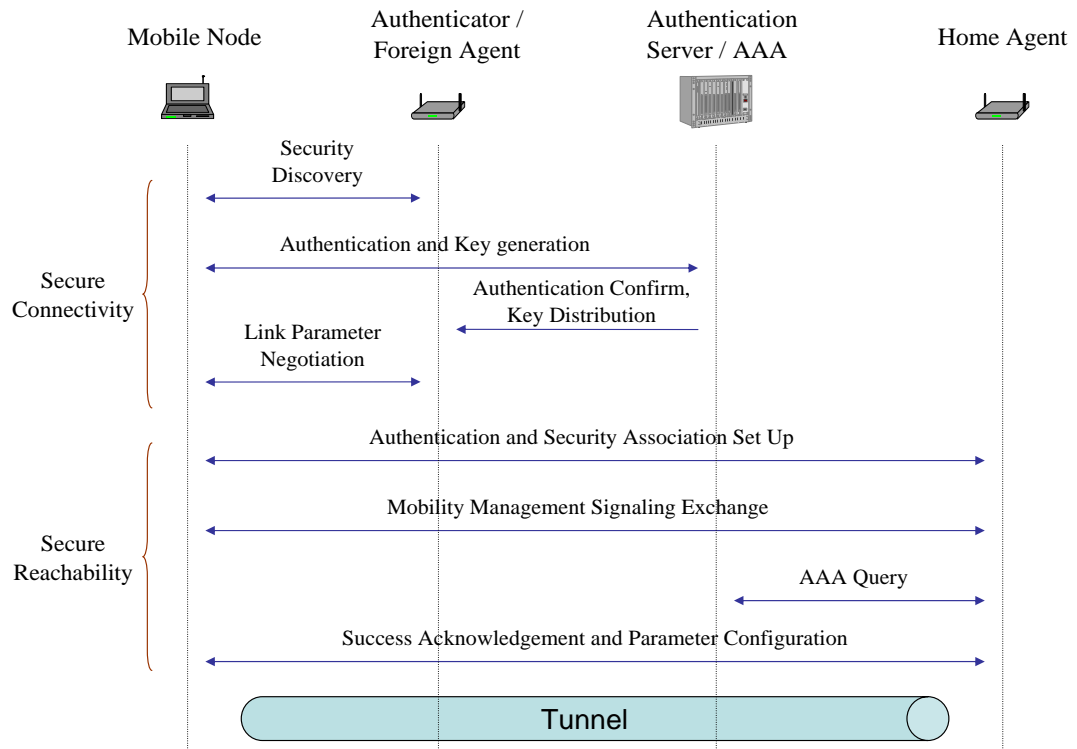 Mobile Node
Authenticator /
Foreign Agent
Authentication
Server / AAA
Home Agent
Security
Discovery
Authentication and Key generation
Authentication Confirm,
Key Distribution
Link Parameter
Negotiation
Secure
Connectivity
Authentication and Security Association Set Up
Mobility Management Signaling Exchange
AAA Query
Success Acknowledgement and Parameter Configuration
Secure
Reachability
Tunnel